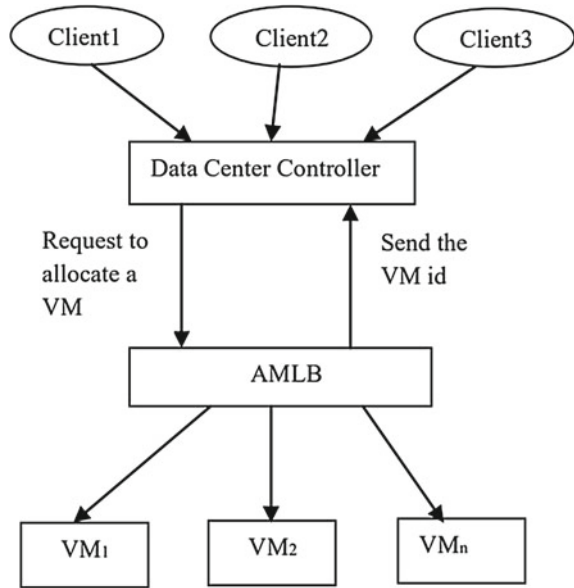 Client1
Client2
Client3
Data Center Controller
Request to
allocate a
VM
Send the
VM id
AMLB
VM₁
VM₂
VMₙ